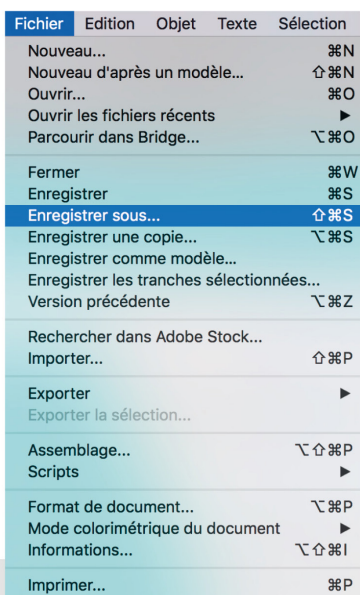 Fichier Edition Objet Texte Sélection
Nouveau... ⌘N
Nouveau d'après un modèle... ⇧⌘N
Ouvrir... ⌘O
Ouvrir les fichiers récents ▶
Parcourir dans Bridge... ⌥⌘O
Fermer ⌘W
Enregistrer ⌘S
Enregistrer sous... ⇧⌘S
Enregistrer une copie... ⌥⌘S
Enregistrer comme modèle...
Enregistrer les tranches sélectionnées...
Version précédente ⌥⌘Z
Rechercher dans Adobe Stock...
Importer... ⇧⌘P
Exporter ▶
Exporter la sélection...
Assemblage... ⌥⇧⌘P
Scripts ▶
Format de document... ⌥⌘P
Mode colorimétrique du document ▶
Informations... ⌥⇧⌘I
Imprimer... ⌘P